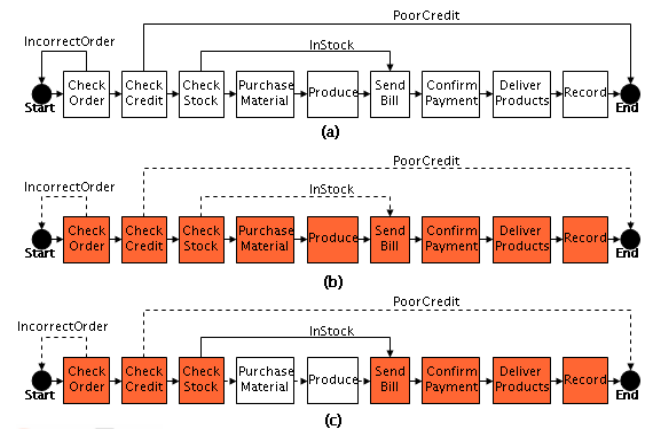 PoorCredit
IncorrectOrder
InStock
Check Order
Check Credit
Check Stock
Purchase Material
Produce
Send Bill
Confirm Payment
Deliver Products
Record
Start
End
(a)
PoorCredit
IncorrectOrder
InStock
Check Order
Check Credit
Check Stock
Purchase Material
Produce
Send Bill
Confirm Payment
Deliver Products
Record
Start
End
(b)
PoorCredit
IncorrectOrder
InStock
Check Order
Check Credit
Check Stock
Purchase Material
Produce
Send Bill
Confirm Payment
Deliver Products
Record
Start
End
(c)